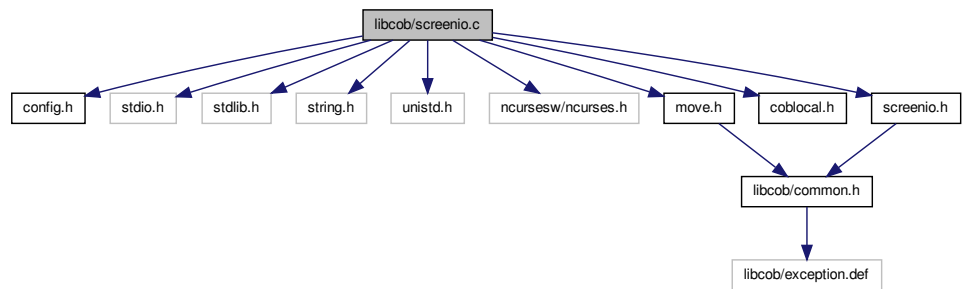 libcob/screenio.c
config.h
stdio.h
stdlib.h
string.h
unistd.h
ncursesw/ncurses.h
move.h
coblocal.h
screenio.h
libcob/common.h
libcob/exception.def